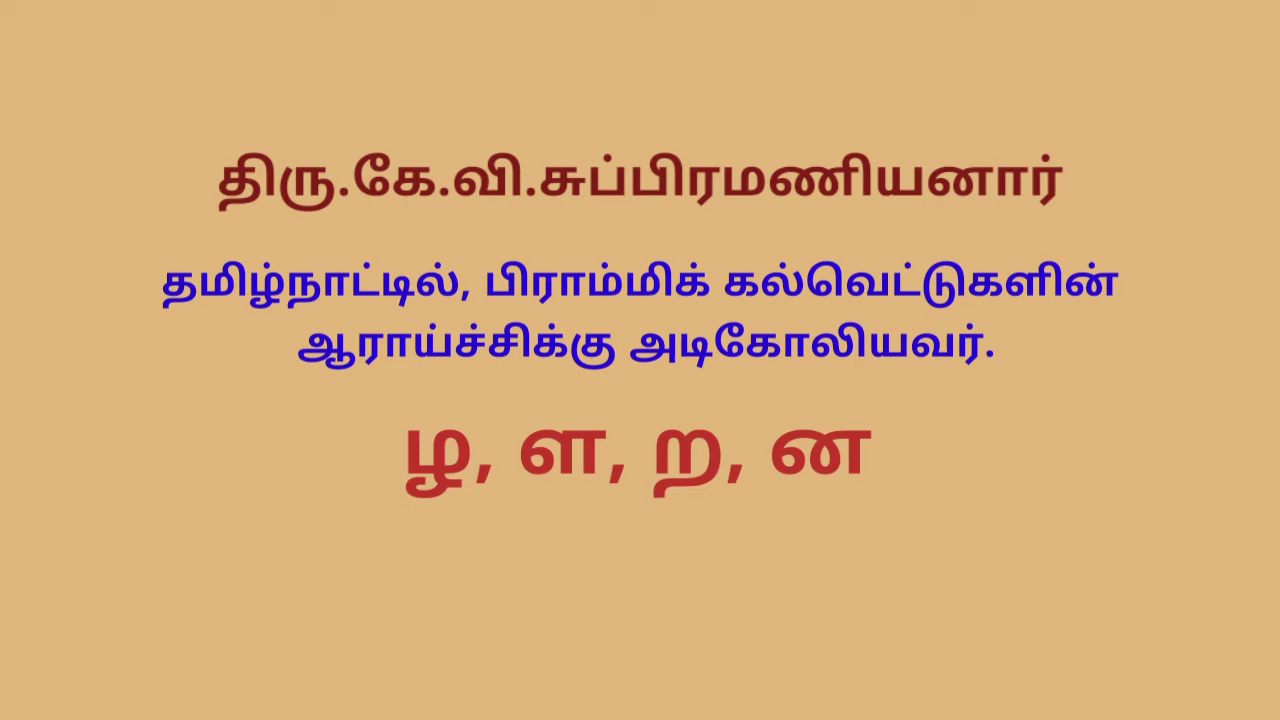 திரு.கே.வி.சுப்பிரமணியனார்
தமிழ்நாட்டில், பிராம்மிக் கல்வெட்டுகளின்
ஆராய்ச்சிக்கு அடிகோலியவர்.
ழ, ள, ற, ன